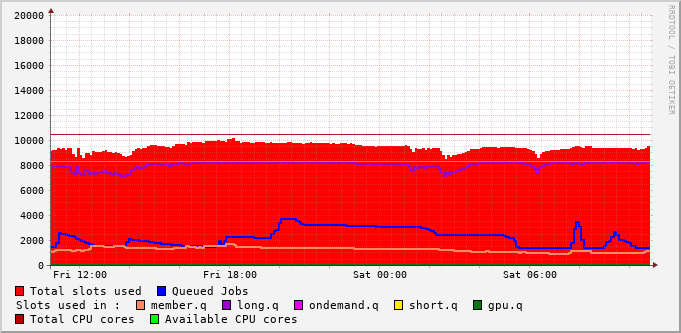 20000
18000
16000
14000
12000
10000
8000
6000
4000
2000
0
Fri 12:00 Fri 18:00 Sat 00:00 Sat 06:00
RRDTOOL / TOBI OETIKER
Total slots used Queued Jobs
Slots used in : member.q long.q ondemand.q short.q gpu.q
Total CPU cores Available CPU cores